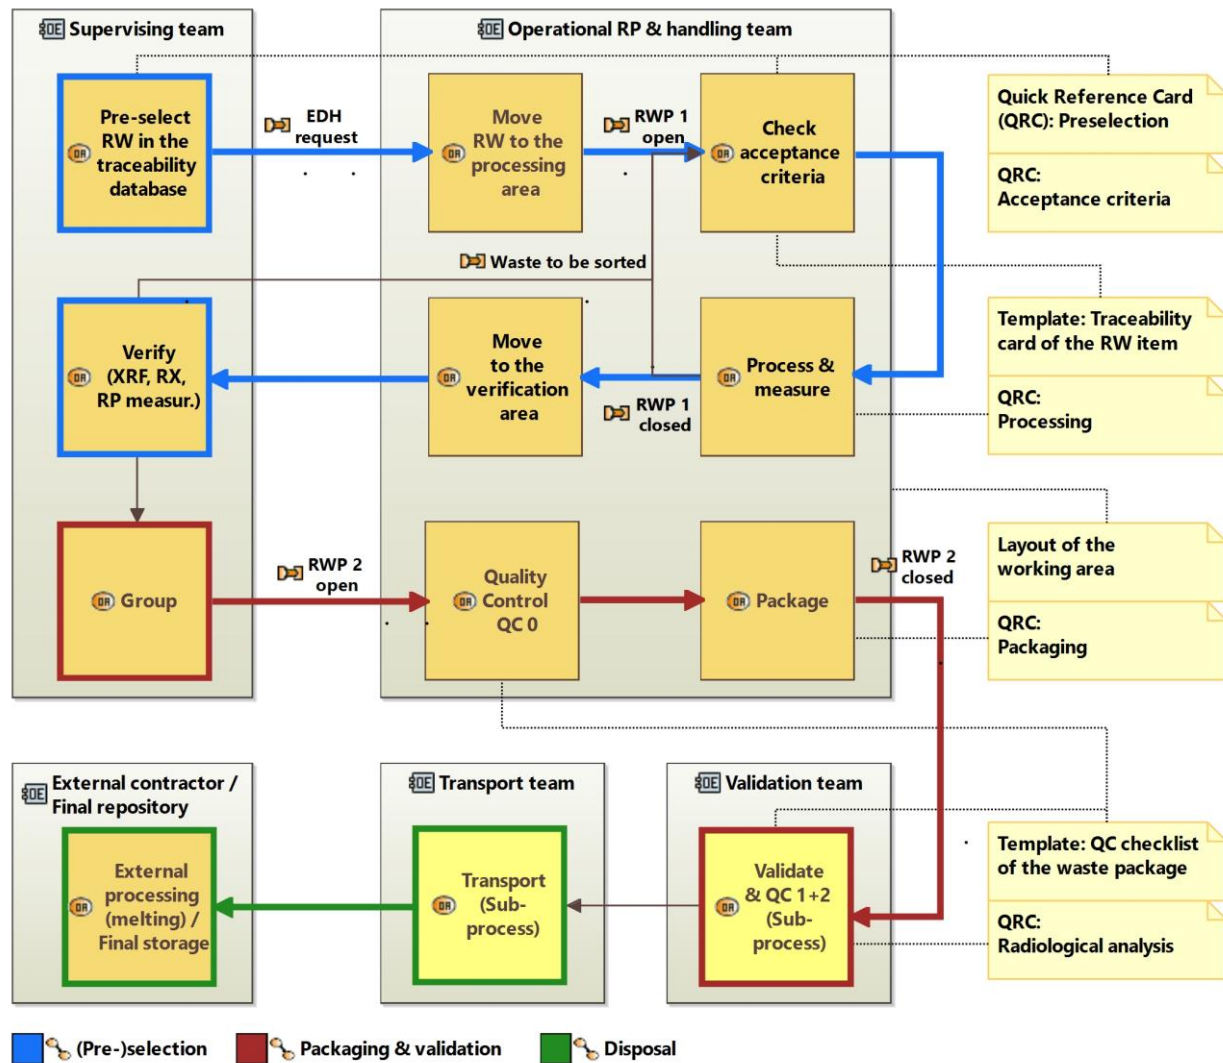 Supervising team
Operational RP & handling team
Pre-select
RW in the
traceability
database
EDH
request
Move
RW to the
processing
area
RWP 1
open
Check
acceptance
criteria
Quick Reference Card
(QRC): Preselection
QRC:
Acceptance criteria
Waste to be sorted
Verify
(XRF, RX,
RP measur.)
Move
to the
verification
area
RWP 1
closed
Process &
measure
Template: Traceability
card of the RW item
QRC:
Processing
Group
RWP 2
open
Quality
Control
QC 0
Package
RWP 2
closed
Layout of the
working area
QRC:
Packaging
External contractor /
Final repository
Transport team
Validation team
External
processing
(melting) /
Final storage
Transport
(Sub-
process)
Validate
& QC 1+2
(Sub-
process)
Template: QC checklist
of the waste package
QRC:
Radiological analysis
(Pre-)selection
Packaging & validation
Disposal